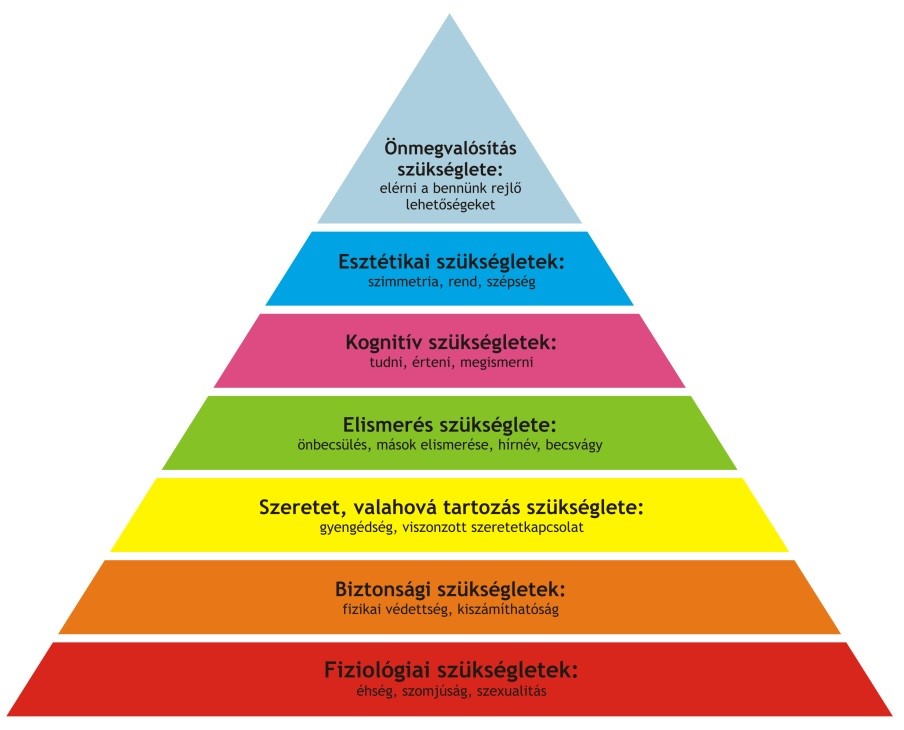 Önmegvalósítás
szükséglete:
elérni a bennünk rejlő
lehetőségeket
Esztétikai szükségletek:
szimmetria, rend, szépség
Kognitív szükségletek:
tudni, érteni, megismerni
Elismerés szükséglete:
önbecsülés, mások elismerése, hírnév, becsvágy
Szeretet, valahová tartozás szükséglete:
gyengédség, viszonzott szeretetkapcsolat
Biztonsági szükségletek:
fizikai védettség, kiszámíthatóság
Fiziológiai szükségletek:
éhség, szomjúság, szexualitás